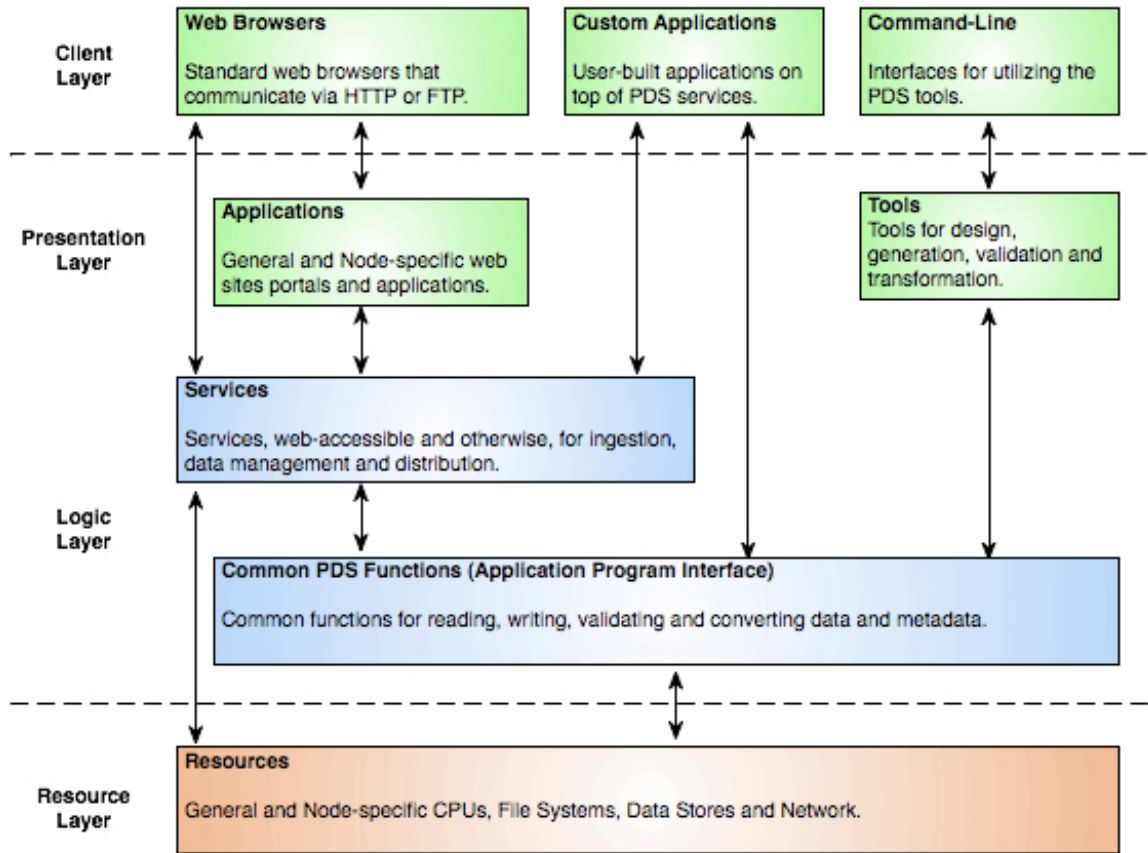 Client
Layer
Web Browsers
Standard web browsers that
communicate via HTTP or FTP.
Custom Applications
User-built applications on
top of PDS services.
Command-Line
Interfaces for utilizing the
PDS tools.
Presentation
Layer
Applications
General and Node-specific web
sites portals and applications.
Tools
Tools for design,
generation, validation and
transformation.
Logic
Layer
Services
Services, web-accessible and otherwise, for ingestion,
data management and distribution.
Common PDS Functions (Application Program Interface)
Common functions for reading, writing, validating and converting data and metadata.
Resource
Layer
Resources
General and Node-specific CPUs, File Systems, Data Stores and Network.